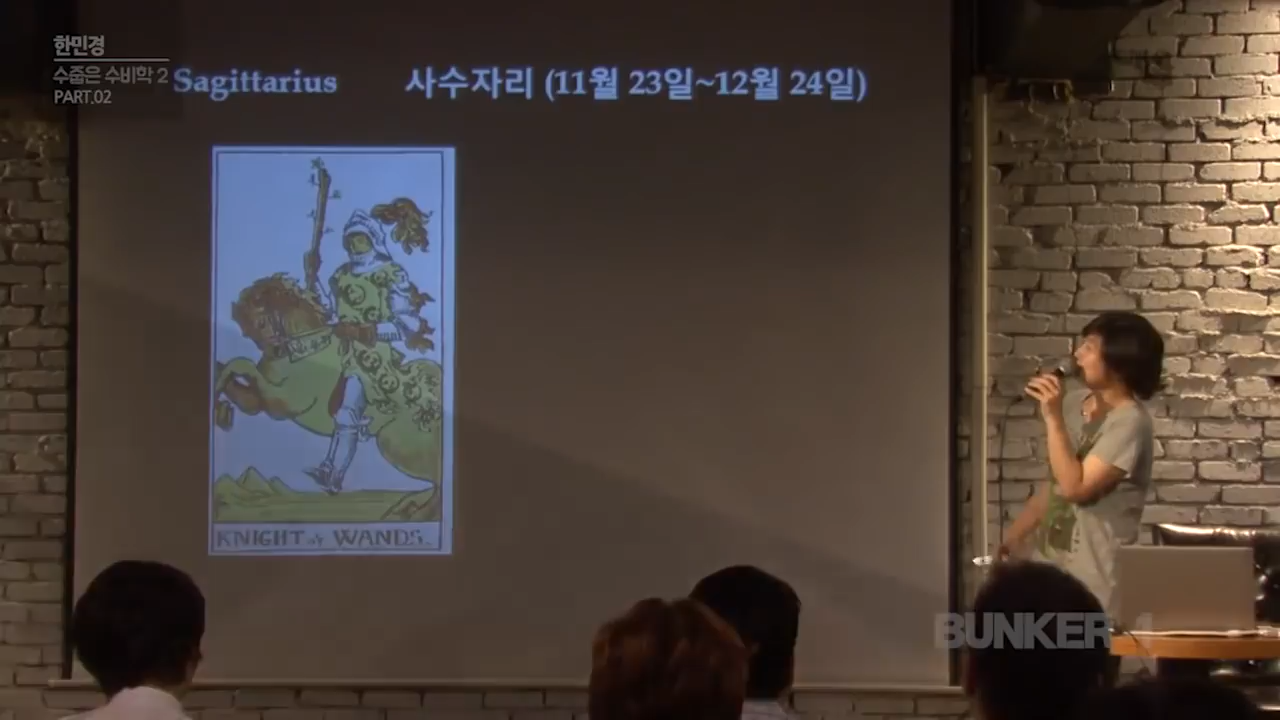 한민경
수줍은 수비학 2
PART.02
Sagittarius 사수자리 (11월 23일~12월 24일)
KNIGHT of WANDS.
BUNKER 1